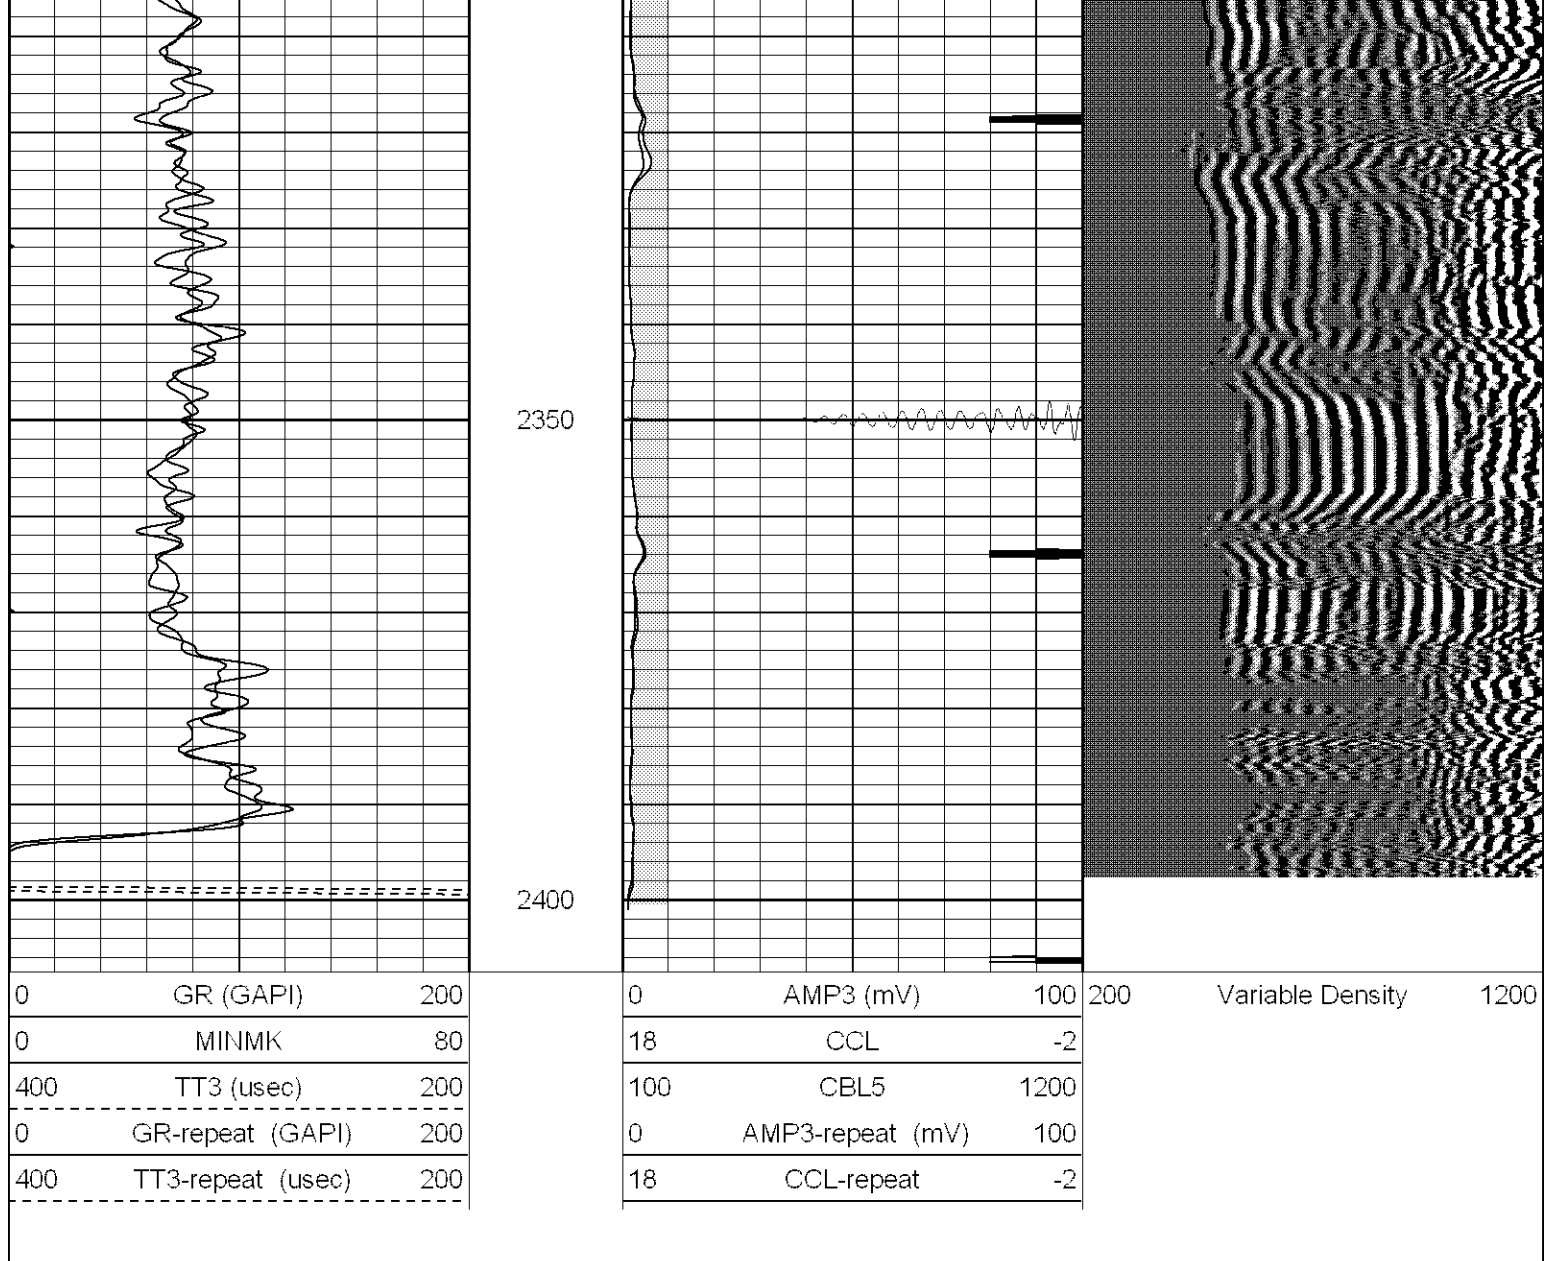 2350
2400
0 GR (GAPI) 200
0 MINMK 80
400 TT3 (usec) 200
0 GR-repeat (GAPI) 200
400 TT3-repeat (usec) 200
0 AMP3 (mV) 100
18 CCL -2
100 CBL5 1200
0 AMP3-repeat (mV) 100
18 CCL-repeat -2
200 Variable Density 1200